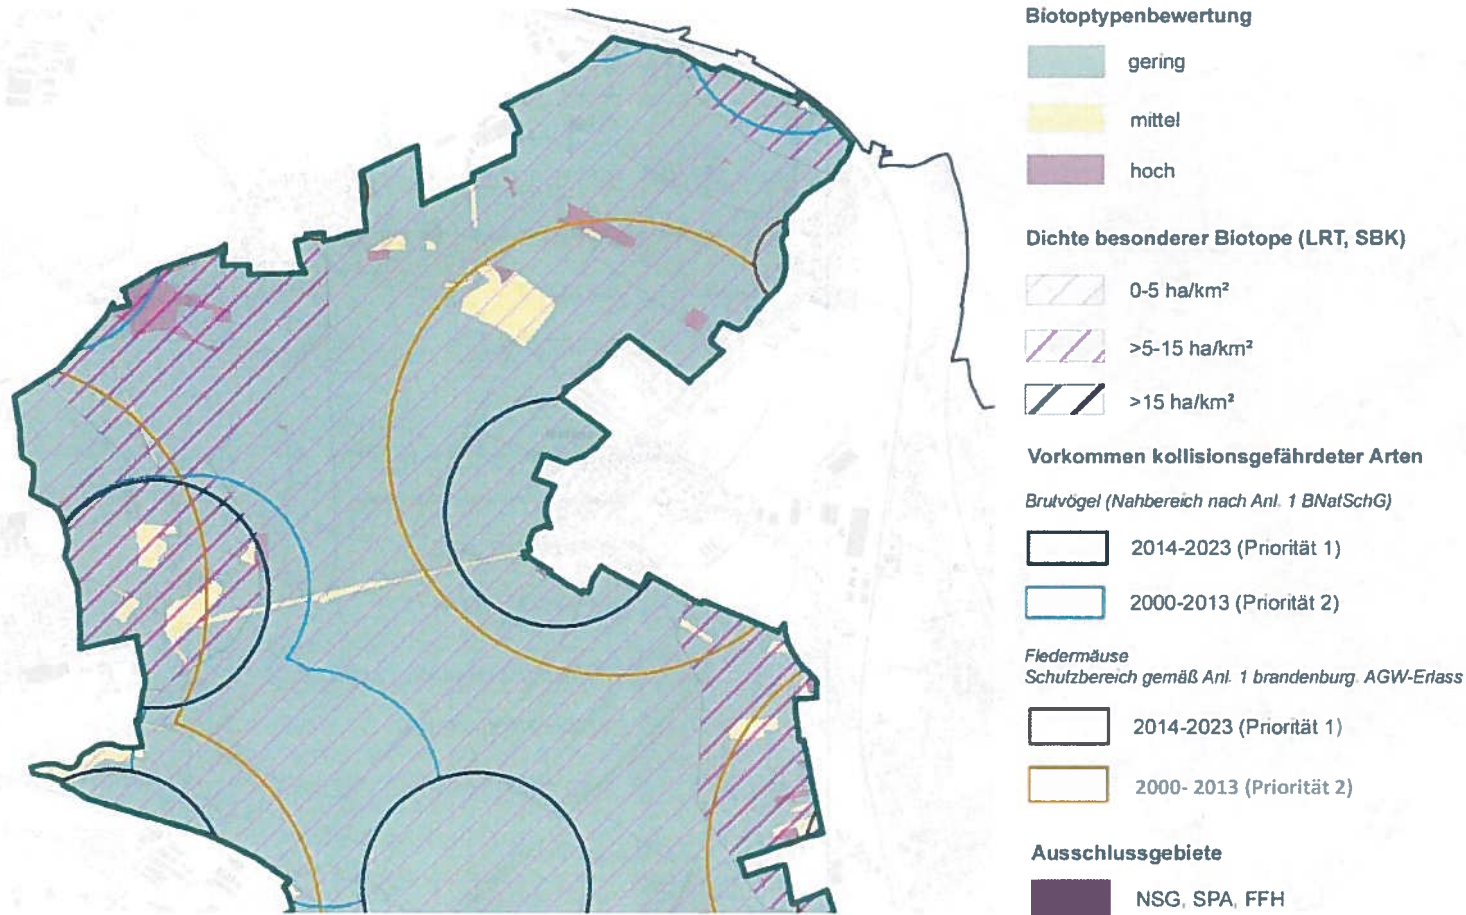 Biotoptypenbewertung
gering
mittel
hoch
Dichte besonderer Biotope (LRT, SBK)
0-5 ha/km²
>5-15 ha/km²
>15 ha/km²
Vorkommen kollisionsgefährdeter Arten
Brutvögel (Nahbereich nach Anl. 1 BNatSchG)
2014-2023 (Priorität 1)
2000-2013 (Priorität 2)
Fledermäuse
Schutzbereich gemäß Anl. 1 brandenburg. AGW-Erlass
2014-2023 (Priorität 1)
2000- 2013 (Priorität 2)
Ausschlussgebiete
NSG, SPA, FFH